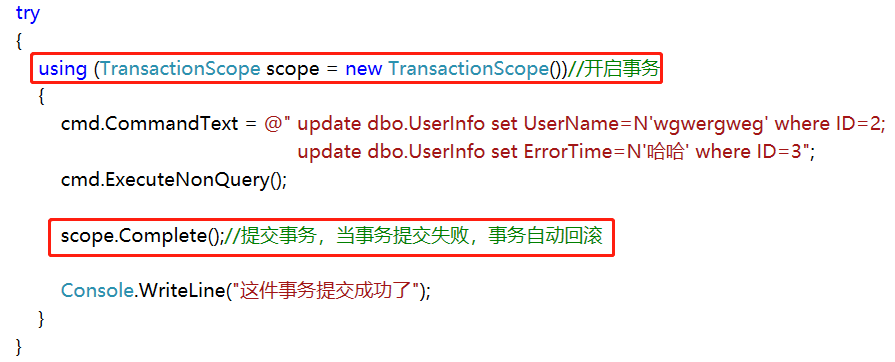 try
{
using (TransactionScope scope = new TransactionScope())//开启事务
{
cmd.CommandText = @" update dbo.UserInfo set UserName=N'wgwergweg' where ID=2;
update dbo.UserInfo set ErrorTime=N'哈哈' where ID=3";
cmd.ExecuteNonQuery();
scope.Complete();//提交事务，当事务提交失败，事务自动回滚
Console.WriteLine("这件事务提交成功了");
}
}